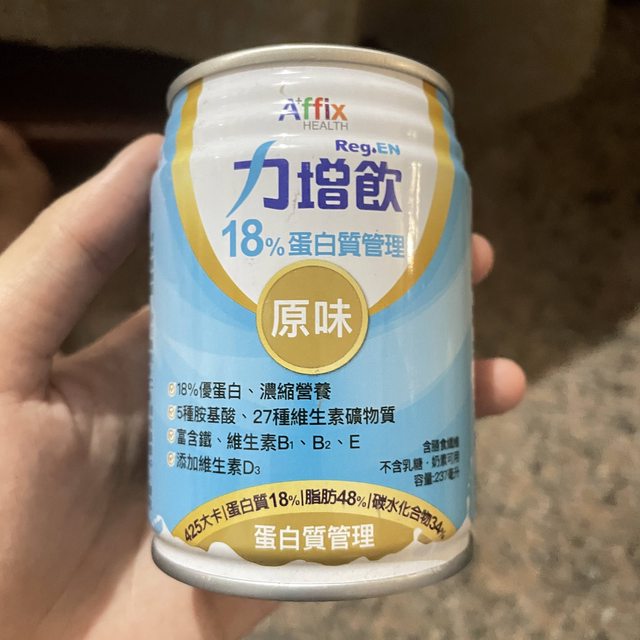 Affix
HEALTH
Reg.EN
力增飲
18%蛋白質管理
原味
18%優蛋白、濃縮營養
5種胺基酸、27種維生素礦物質
富含鐵、維生素B1、B2、E
添加維生素D3
含膳食纖維
不含乳糖・奶素可用
容量:237毫升
425大卡|蛋白質18%|脂肪48%|碳水化合物34%
蛋白質管理